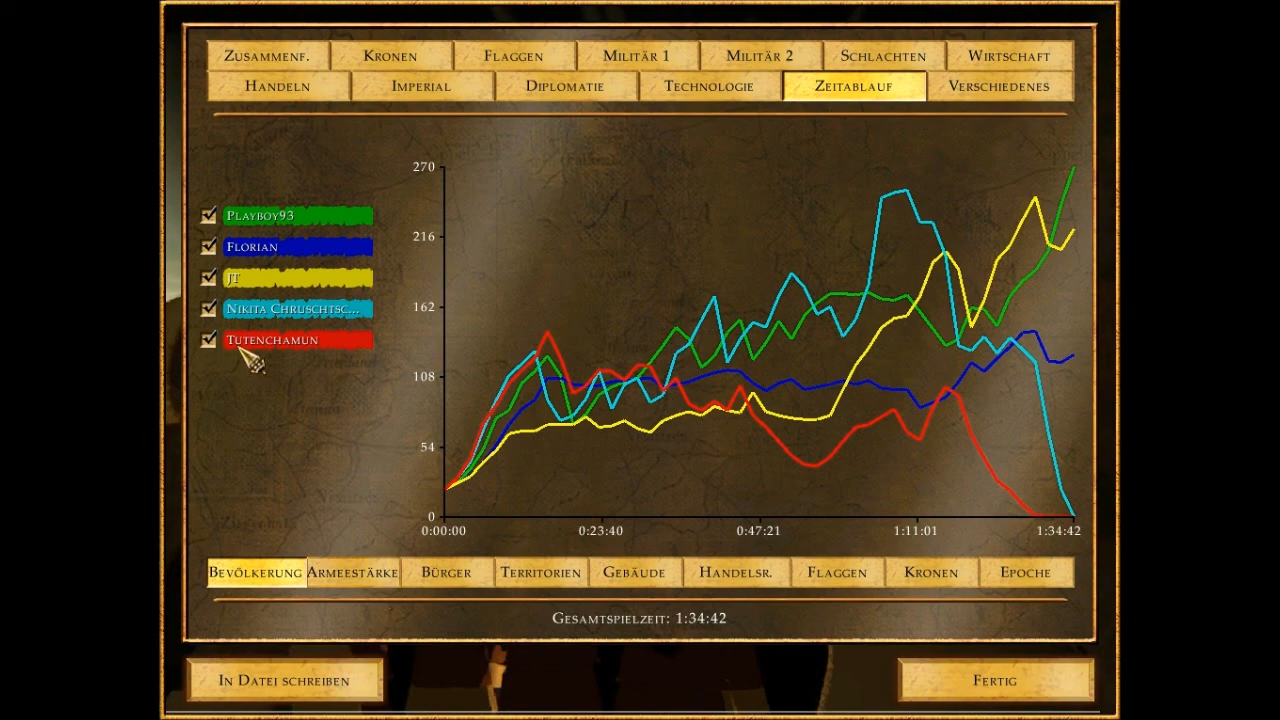 Zusammenf. Kronen Flaggen Militär 1 Militär 2 Schlachten Wirtschaft
Handeln Imperial Diplomatie Technologie Zeitablauf Verschiedenes
270
Playboy93
216
Florian
JT
162
Nikita Chruschtsc...
Tutenchamun
108
54
0
0:00:00 0:23:40 0:47:21 1:11:01 1:34:42
Bevölkerung Armeestärke Bürger Territorien Gebäude Handelsr. Flaggen Kronen Epoche
Gesamtspielzeit: 1:34:42
In Datei schreiben Fertig